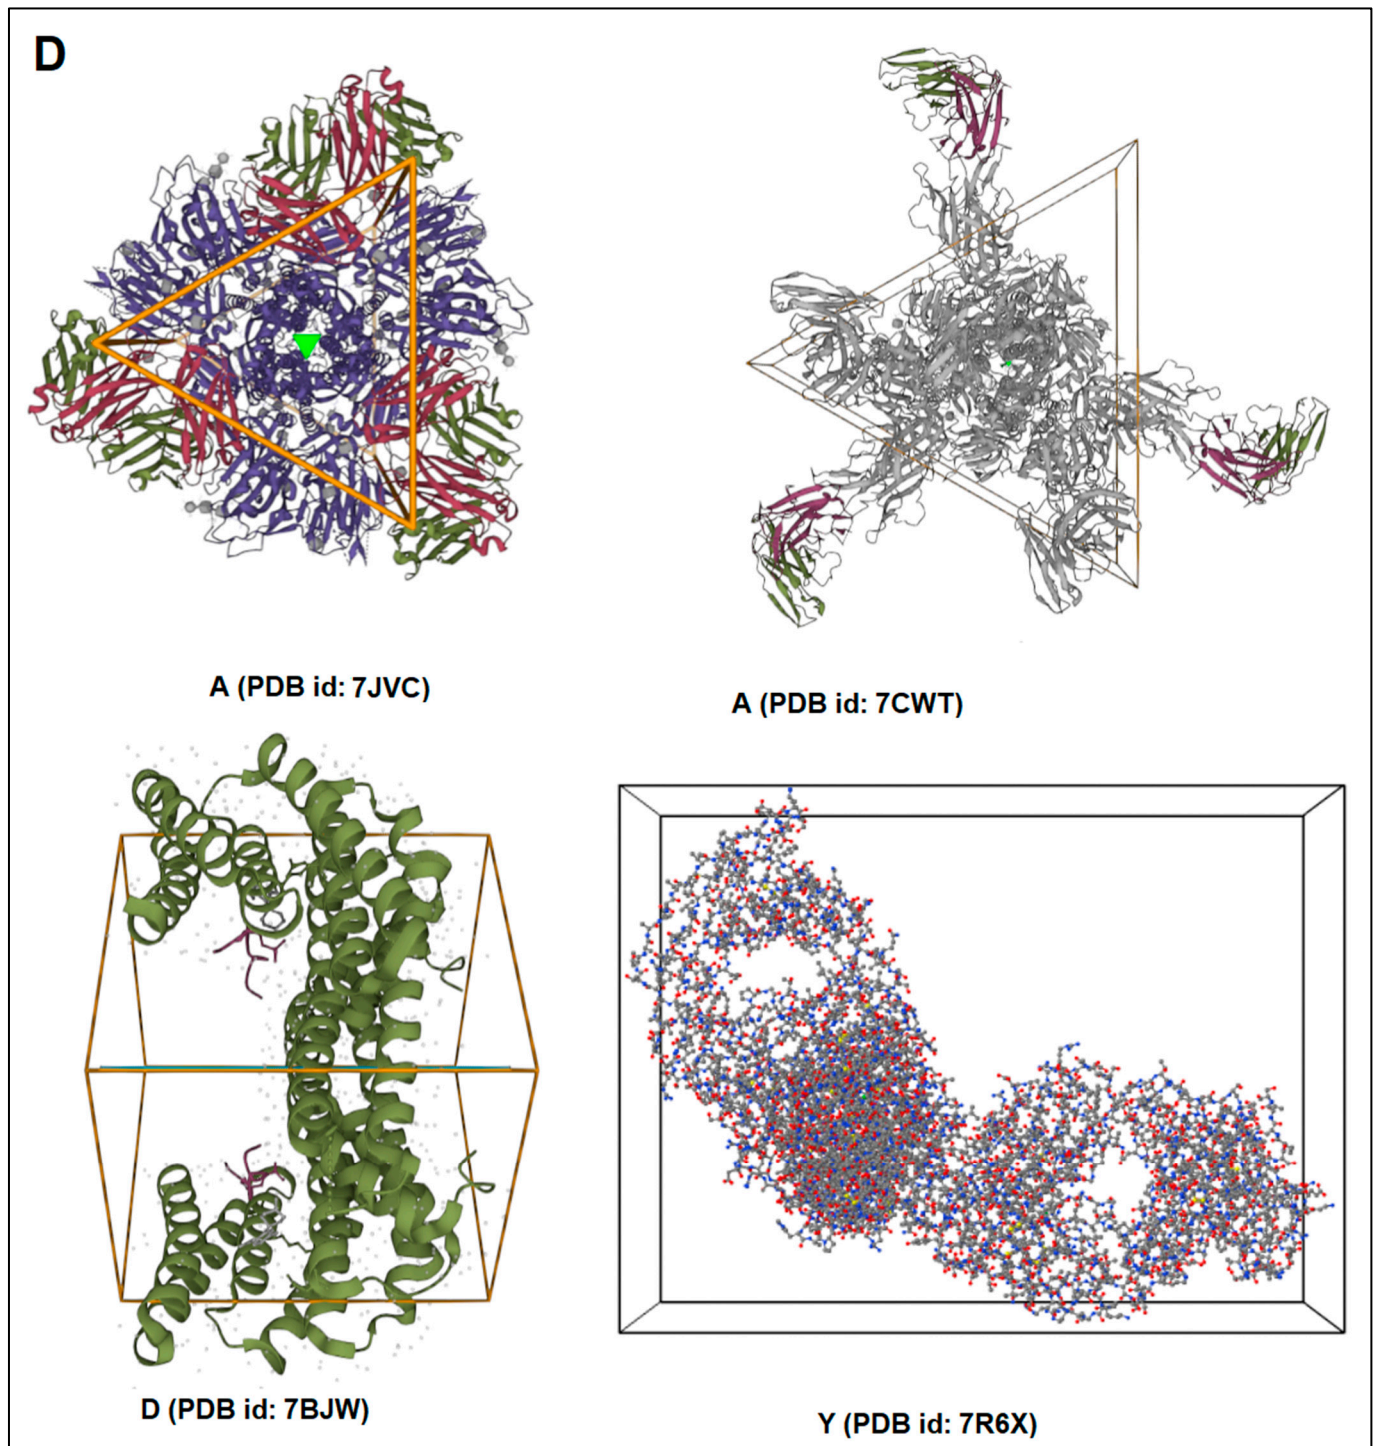 D
A (PDB id: 7JVC)
A (PDB id: 7CWT)
D (PDB id: 7BJW)
Y (PDB id: 7R6X)